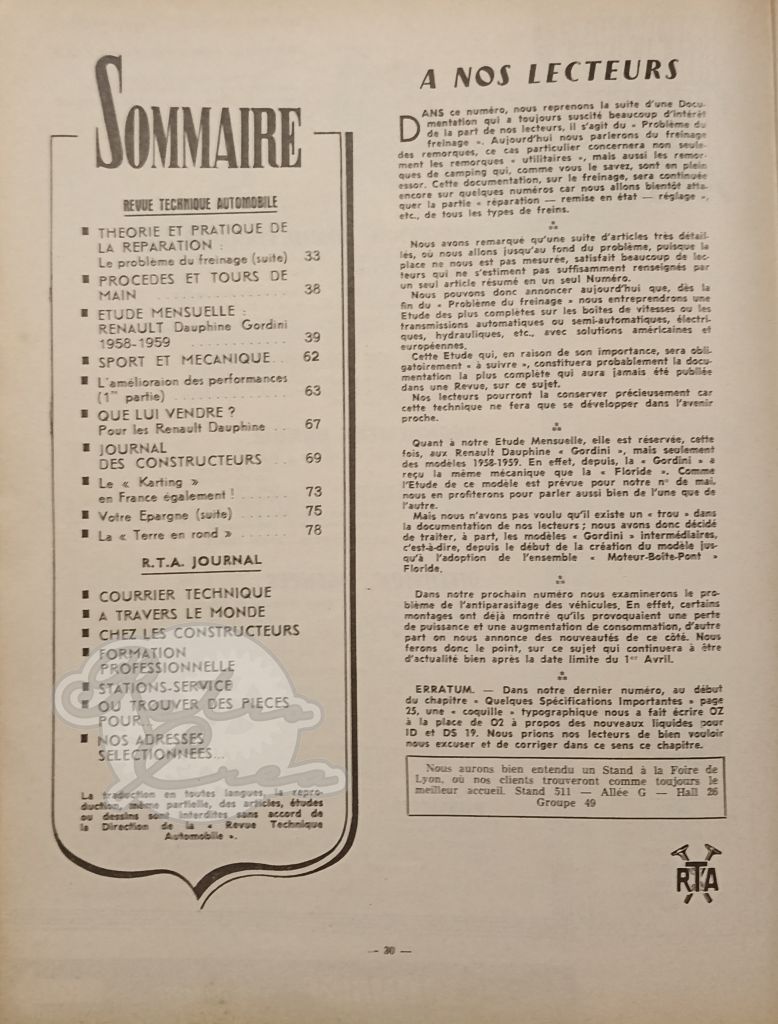 SOMMAIRE
REVUE TECHNIQUE AUTOMOBILE
■ THEORIE ET PRATIQUE DE
LA REPARATION :
Le problème du freinage (suite) 33
■ PROCEDES ET TOURS DE
MAIN . . . . . . . . . . . . . . . . 38
■ ETUDE MENSUELLE :
RENAULT Dauphine Gordini
1958-1959 . . . . . . . . . . . . 39
■ SPORT ET MECANIQUE. . 62
■ L'amélioraion des performances
(1re partie) . . . . . . . . . . . . 63
■ QUE LUI VENDRE ?
Pour les Renault Dauphine . . 67
■ JOURNAL
DES CONSTRUCTEURS . . 69
■ Le « Karting »
en France également ! . . . . . . 73
■ Votre Epargne (suite) . . . . . . 75
■ La « Terre en rond » . . . . . . 78
R.T.A. JOURNAL
■ COURRIER TECHNIQUE
■ A TRAVERS LE MONDE
■ CHEZ LES CONSTRUCTEURS
■ FORMATION
PROFESSIONNELLE
■ STATIONS-SERVICE
■ OU TROUVER DES PIECES
POUR...
■ NOS ADRESSES
SELECTIONNEES...
La traduction en toutes langues, la repro-
duction, même partielle, des articles, études
ou dessins sont interdites sans accord de
la Direction de la « Revue Technique
Automobile ».
A NOS LECTEURS
DANS ce numéro, nous reprenons la suite d'une Docu-
mentation qui a toujours suscité beaucoup d'intérêt
de la part de nos lecteurs, il s'agit du « Problème du
freinage ». Aujourd'hui nous parlerons du freinage
des remorques, ce cas particulier concernera non seule-
ment les remorques « utilitaires », mais aussi les remor-
ques de camping qui, comme vous le savez, sont en plein
essor. Cette documentation, sur le freinage, sera continuée
encore sur quelques numéros car nous allons bientôt atta-
quer la partie « réparation — remise en état — réglage »,
etc., de tous les types de freins.
Nous avons remarqué qu'une suite d'articles très détail-
lés, où nous allons jusqu'au fond du problème, puisque la
place ne nous est pas mesurée, satisfait beaucoup de lec-
teurs qui ne s'estiment pas suffisamment renseignés par
un seul article résumé en un seul Numéro.
Nous pouvons donc annoncer aujourd'hui que, dès la
fin du « Problème du freinage » nous entreprendrons une
Etude des plus complètes sur les boîtes de vitesses ou les
transmissions automatiques ou semi-automatiques, électri-
ques, hydrauliques, etc., avec solutions américaines et
européennes.
Cette Etude qui, en raison de son importance, sera obli-
gatoirement « à suivre », constituera probablement la docu-
mentation la plus complète qui aura jamais été publiée
dans une Revue, sur ce sujet.
Nos lecteurs pourront la conserver précieusement car
cette technique ne fera que se développer dans l'avenir
proche.
Quant à notre Etude Mensuelle, elle est réservée, cette
fois, aux Renault Dauphine « Gordini », mais seulement
des modèles 1958-1959. En effet, depuis, la « Gordini » a
reçu la même mécanique que la « Floride ». Comme
l'Etude de ce modèle est prévue pour notre n° de mai,
nous en profiterons pour parler aussi bien de l'une que de
l'autre.
Mais nous n'avons pas voulu qu'il existe un « trou » dans
la documentation de nos lecteurs ; nous avons donc décidé
de traiter, à part, les modèles « Gordini » intermédiaires,
c'est-à-dire, depuis le début de la création du modèle jus-
qu'à l'adoption de l'ensemble « Moteur-Boîte-Pont »
Floride.
Dans notre prochain numéro nous examinerons le pro-
blème de l'antiparasitage des véhicules. En effet, certains
montages ont déjà montré qu'ils provoquaient une perte
de puissance et une augmentation de consommation, d'autre
part on nous annonce des nouveautés de ce côté. Nous
ferons donc le point, sur ce sujet qui continuera à être
d'actualité bien après la date limite du 1er Avril.
ERRATUM. — Dans notre dernier numéro, au début
du chapitre « Quelques Spécifications Importantes » page
25, une « coquille » typographique nous a fait écrire OZ
à la place de O2 à propos des nouveaux liquides pour
ID et DS 19. Nous prions nos lecteurs de bien vouloir
nous excuser et de corriger dans ce sens ce chapitre.
Nous aurons bien entendu un Stand à la Foire de
Lyon, où nos clients trouveront comme toujours le
meilleur accueil. Stand 511 — Allée G — Hall 26
Groupe 49
RTA
— 30 —